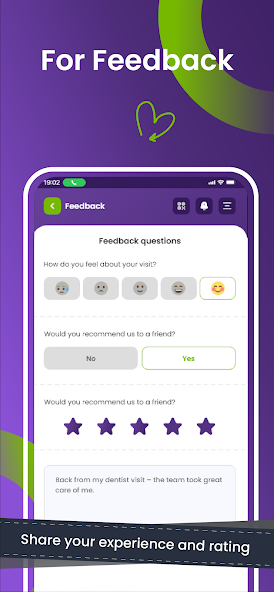 For Feedback
19:02
Feedback
Feedback questions
How do you feel about your visit?
Would you recommend us to a friend?
No
Yes
Would you recommend us to a friend?
Back from my dentist visit – the team took great
care of me.
Share your experience and rating